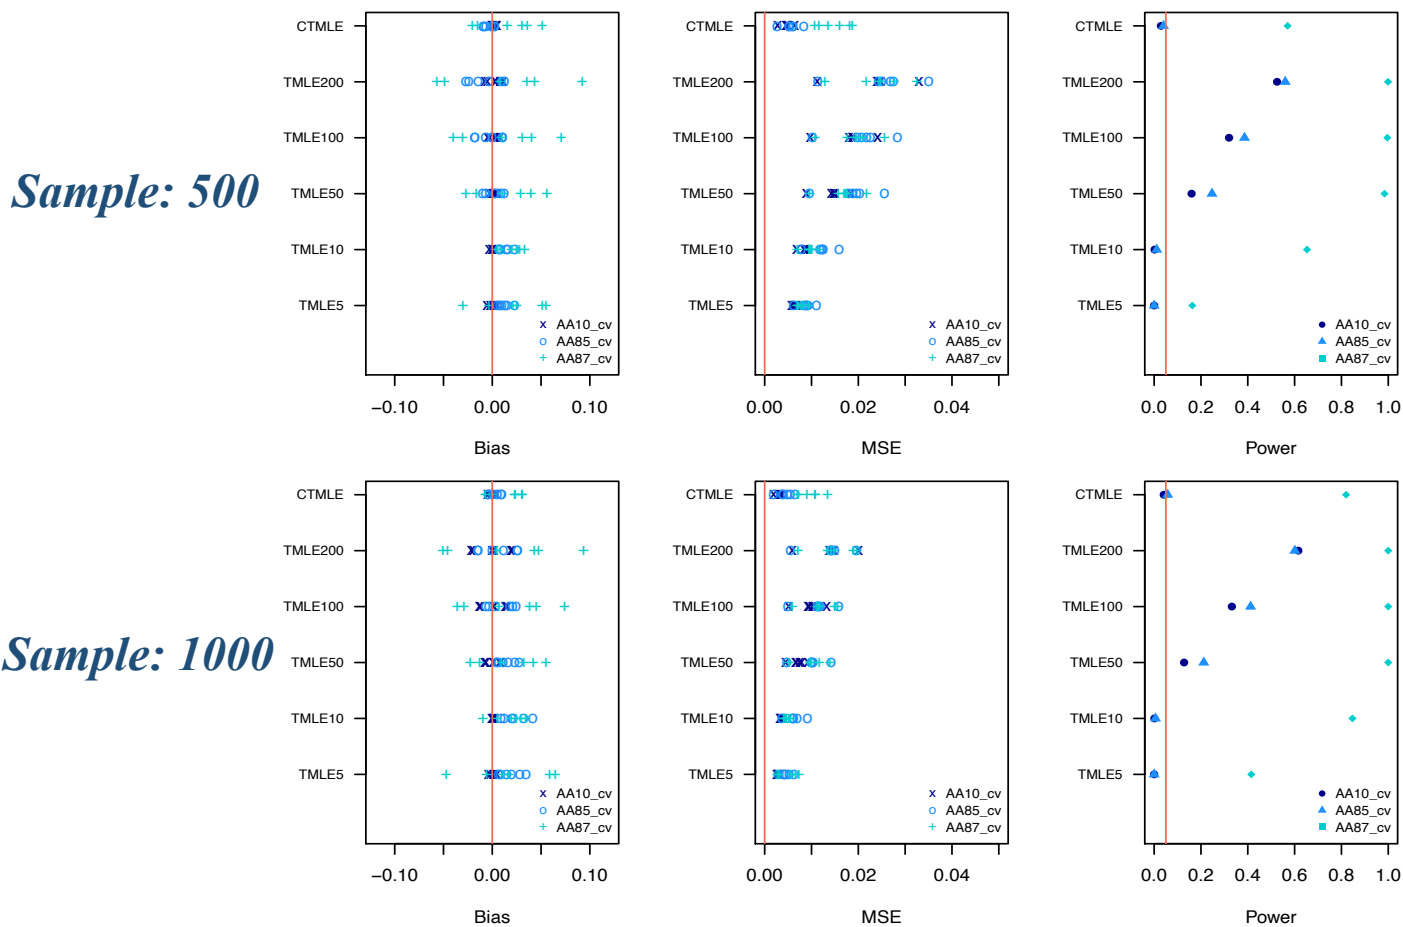 Sample: 500
CTMLE
TMLE200
TMLE100
TMLE50
TMLE10
TMLE5
x AA10_cv
o AA85_cv
+ AA87_cv
−0.10 0.00 0.10
Bias
CTMLE
TMLE200
TMLE100
TMLE50
TMLE10
TMLE5
x AA10_cv
o AA85_cv
+ AA87_cv
0.00 0.02 0.04
MSE
CTMLE
TMLE200
TMLE100
TMLE50
TMLE10
TMLE5
AA10_cv
AA85_cv
AA87_cv
0.0 0.2 0.4 0.6 0.8 1.0
Power
Sample: 1000
CTMLE
TMLE200
TMLE100
TMLE50
TMLE10
TMLE5
x AA10_cv
o AA85_cv
+ AA87_cv
−0.10 0.00 0.10
Bias
CTMLE
TMLE200
TMLE100
TMLE50
TMLE10
TMLE5
x AA10_cv
o AA85_cv
+ AA87_cv
0.00 0.02 0.04
MSE
CTMLE
TMLE200
TMLE100
TMLE50
TMLE10
TMLE5
AA10_cv
AA85_cv
AA87_cv
0.0 0.2 0.4 0.6 0.8 1.0
Power